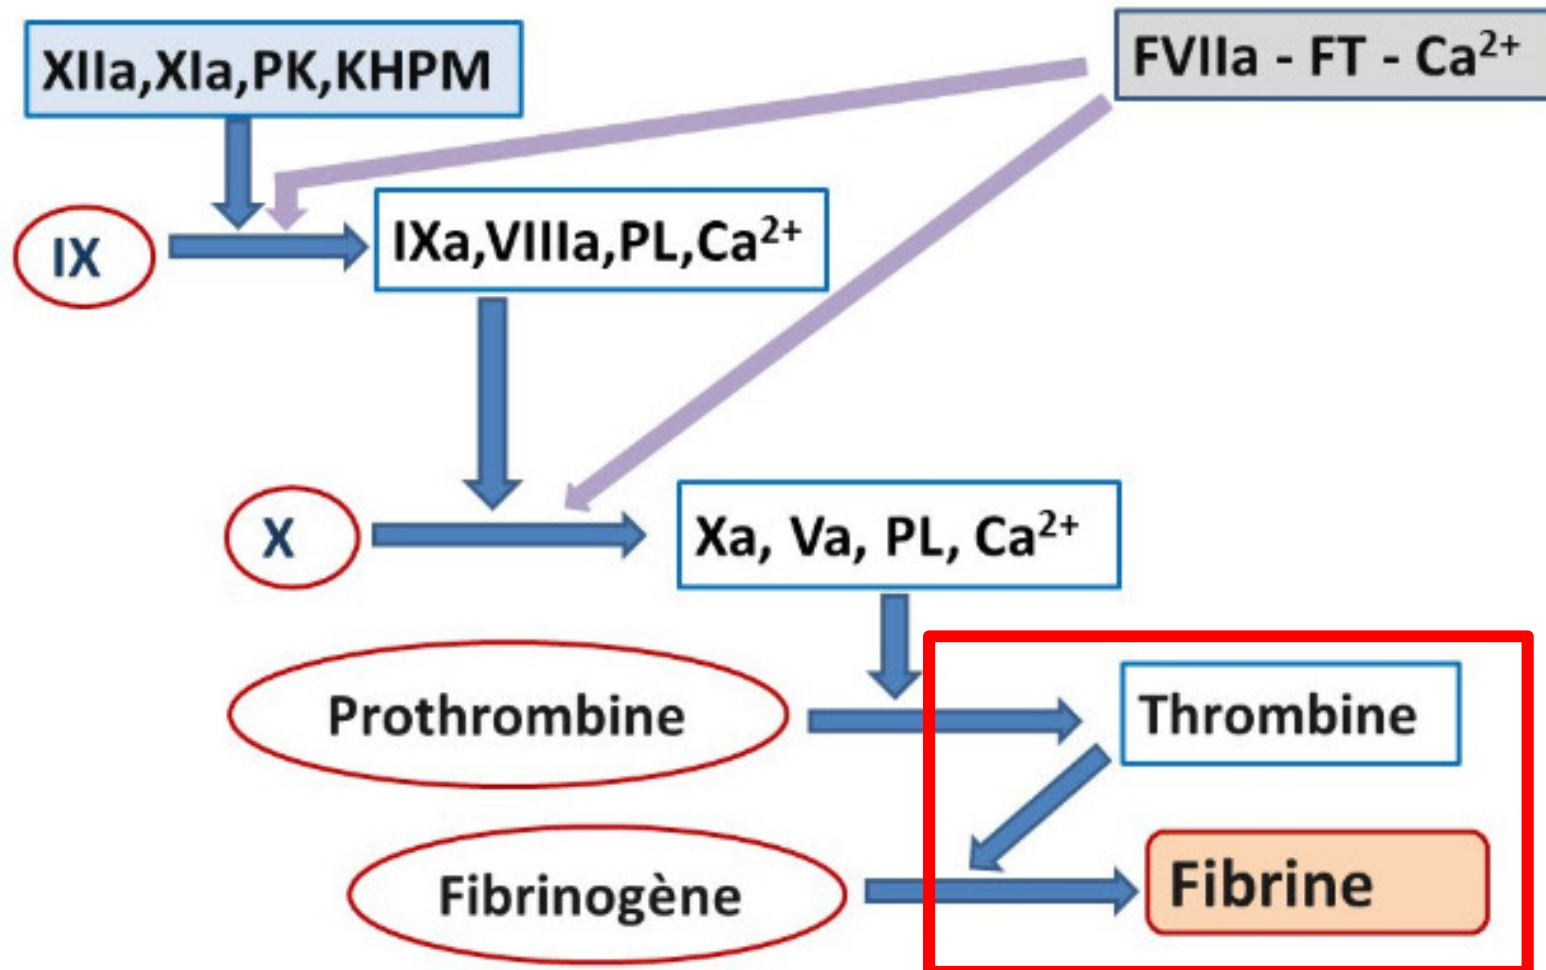 XIIa,XIa,PK,KHPM
FVIIa - FT - Ca²⁺
IX
IXa,VIIIa,PL,Ca²⁺
X
Xa, Va, PL, Ca²⁺
Prothrombine
Thrombine
Fibrinogène
Fibrine